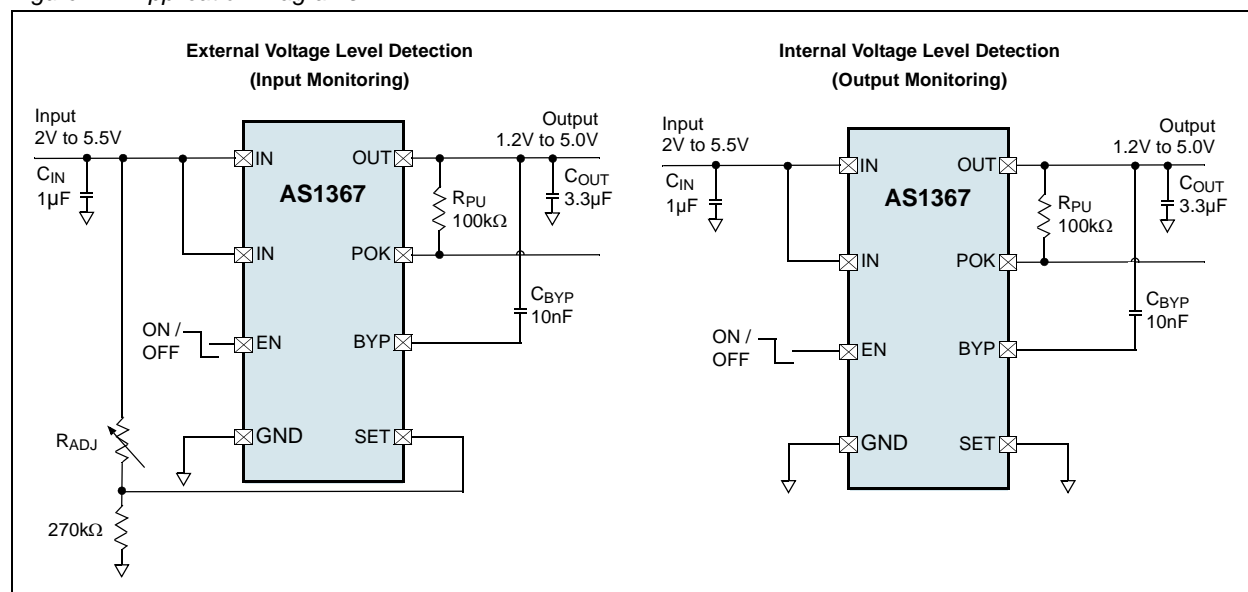 External Voltage Level Detection
(Input Monitoring)
Input
2V to 5.5V
Output
1.2V to 5.0V
CIN
1µF
IN
OUT
AS1367
RPU
100kΩ
COUT
3.3µF
IN
POK
CBYP
10nF
ON /
OFF
EN
BYP
RADJ
GND
SET
270kΩ
Internal Voltage Level Detection
(Output Monitoring)
Input
2V to 5.5V
Output
1.2V to 5.0V
CIN
1µF
IN
OUT
AS1367
RPU
100kΩ
COUT
3.3µF
IN
POK
CBYP
10nF
ON /
OFF
EN
BYP
GND
SET